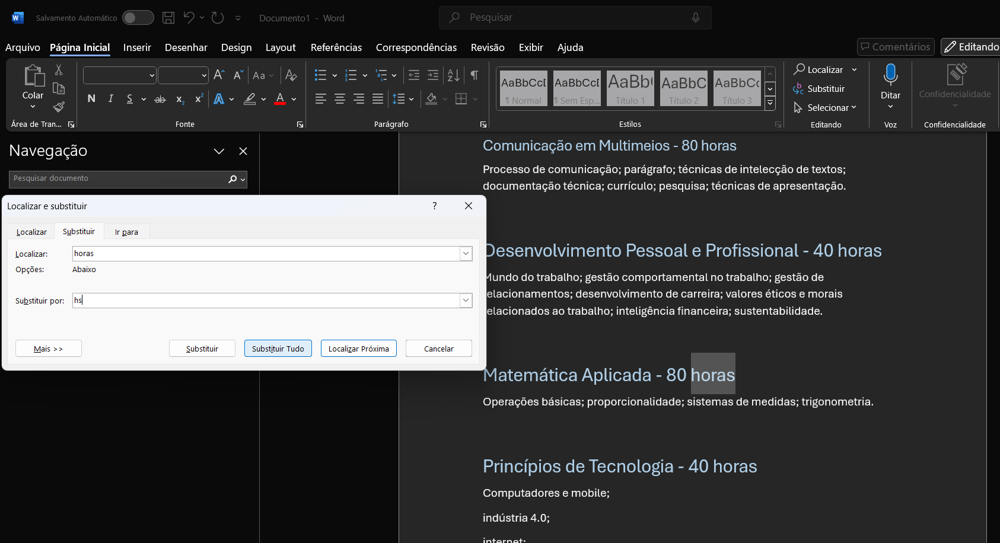 Salvamento Automático
Documento1 - Word
Pesquisar
Arquivo Página Inicial Inserir Desenhar Design Layout Referências Correspondências Revisão Exibir Ajuda
Comentários Editando
Colar
Área de Tran...
Aa
N I S ab x₂ x² A A
Fonte
Parágrafo
AaBbCcI AaBbCcI AaBb( AaBbC AaBbCc
¶ Normal ¶ Sem Esp... Título 1 Título 2 Título 3
Estilos
Localizar
Substituir
Selecionar
Editando
Ditar
Voz
Confidencialidade
Confidencialidade
Navegação
Pesquisar documento
Localizar e substituir ?
Localizar Substituir Ir para
Localizar: horas
Opções: Abaixo
Substituir por: hs
Mais >> Substituir Substituir Tudo Localizar Próxima Cancelar
Comunicação em Multimeios - 80 horas
Processo de comunicação; parágrafo; técnicas de intelecção de textos;
documentação técnica; currículo; pesquisa; técnicas de apresentação.
Desenvolvimento Pessoal e Profissional - 40 horas
Mundo do trabalho; gestão comportamental no trabalho; gestão de
relacionamentos; desenvolvimento de carreira; valores éticos e morais
relacionados ao trabalho; inteligência financeira; sustentabilidade.
Matemática Aplicada - 80 horas
Operações básicas; proporcionalidade; sistemas de medidas; trigonometria.
Princípios de Tecnologia - 40 horas
Computadores e mobile;
indústria 4.0;
internet;